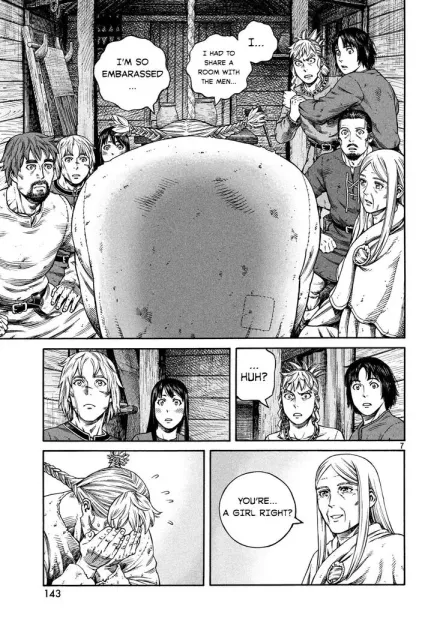 I...
I HAD TO
SHARE A
ROOM WITH
THE MEN...
I'M SO
EMBARASSED
...
...
HUH?
7
YOU'RE...
A GIRL RIGHT?
143